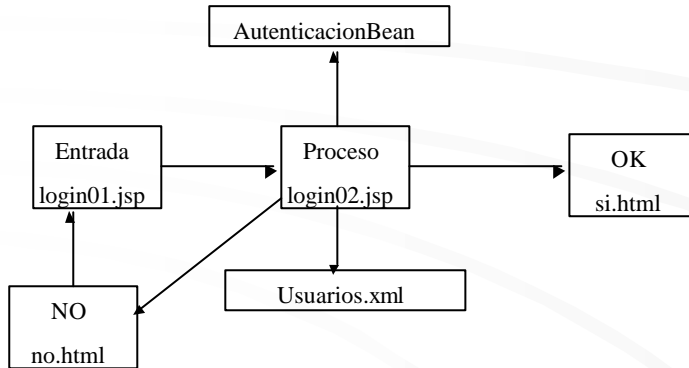 AutenticacionBean
Entrada
login01.jsp
Proceso
login02.jsp
OK
si.html
Usuarios.xml
NO
no.html